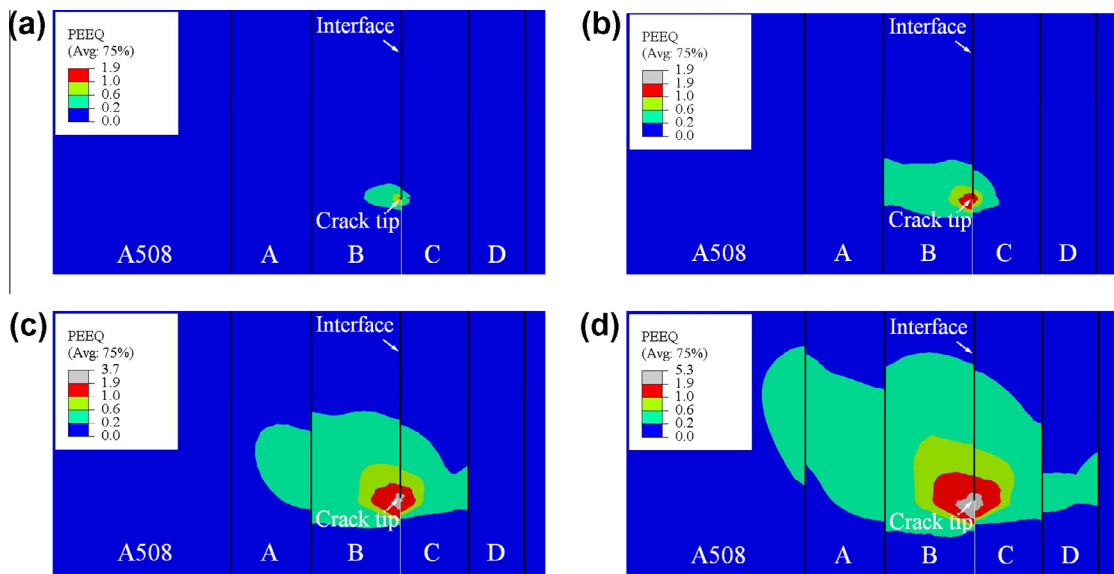 (a)
PEEQ
(Avg: 75%)
1.9
1.0
0.6
0.2
0.0
Interface
Crack tip
A508 A B C D
(b)
PEEQ
(Avg: 75%)
1.9
1.9
1.0
0.6
0.2
0.0
Interface
Crack tip
A508 A B C D
(c)
PEEQ
(Avg: 75%)
3.7
1.9
1.0
0.6
0.2
0.0
Interface
Crack tip
A508 A B C D
(d)
PEEQ
(Avg: 75%)
5.3
1.9
1.0
0.6
0.2
0.0
Interface
Crack tip
A508 A B C D